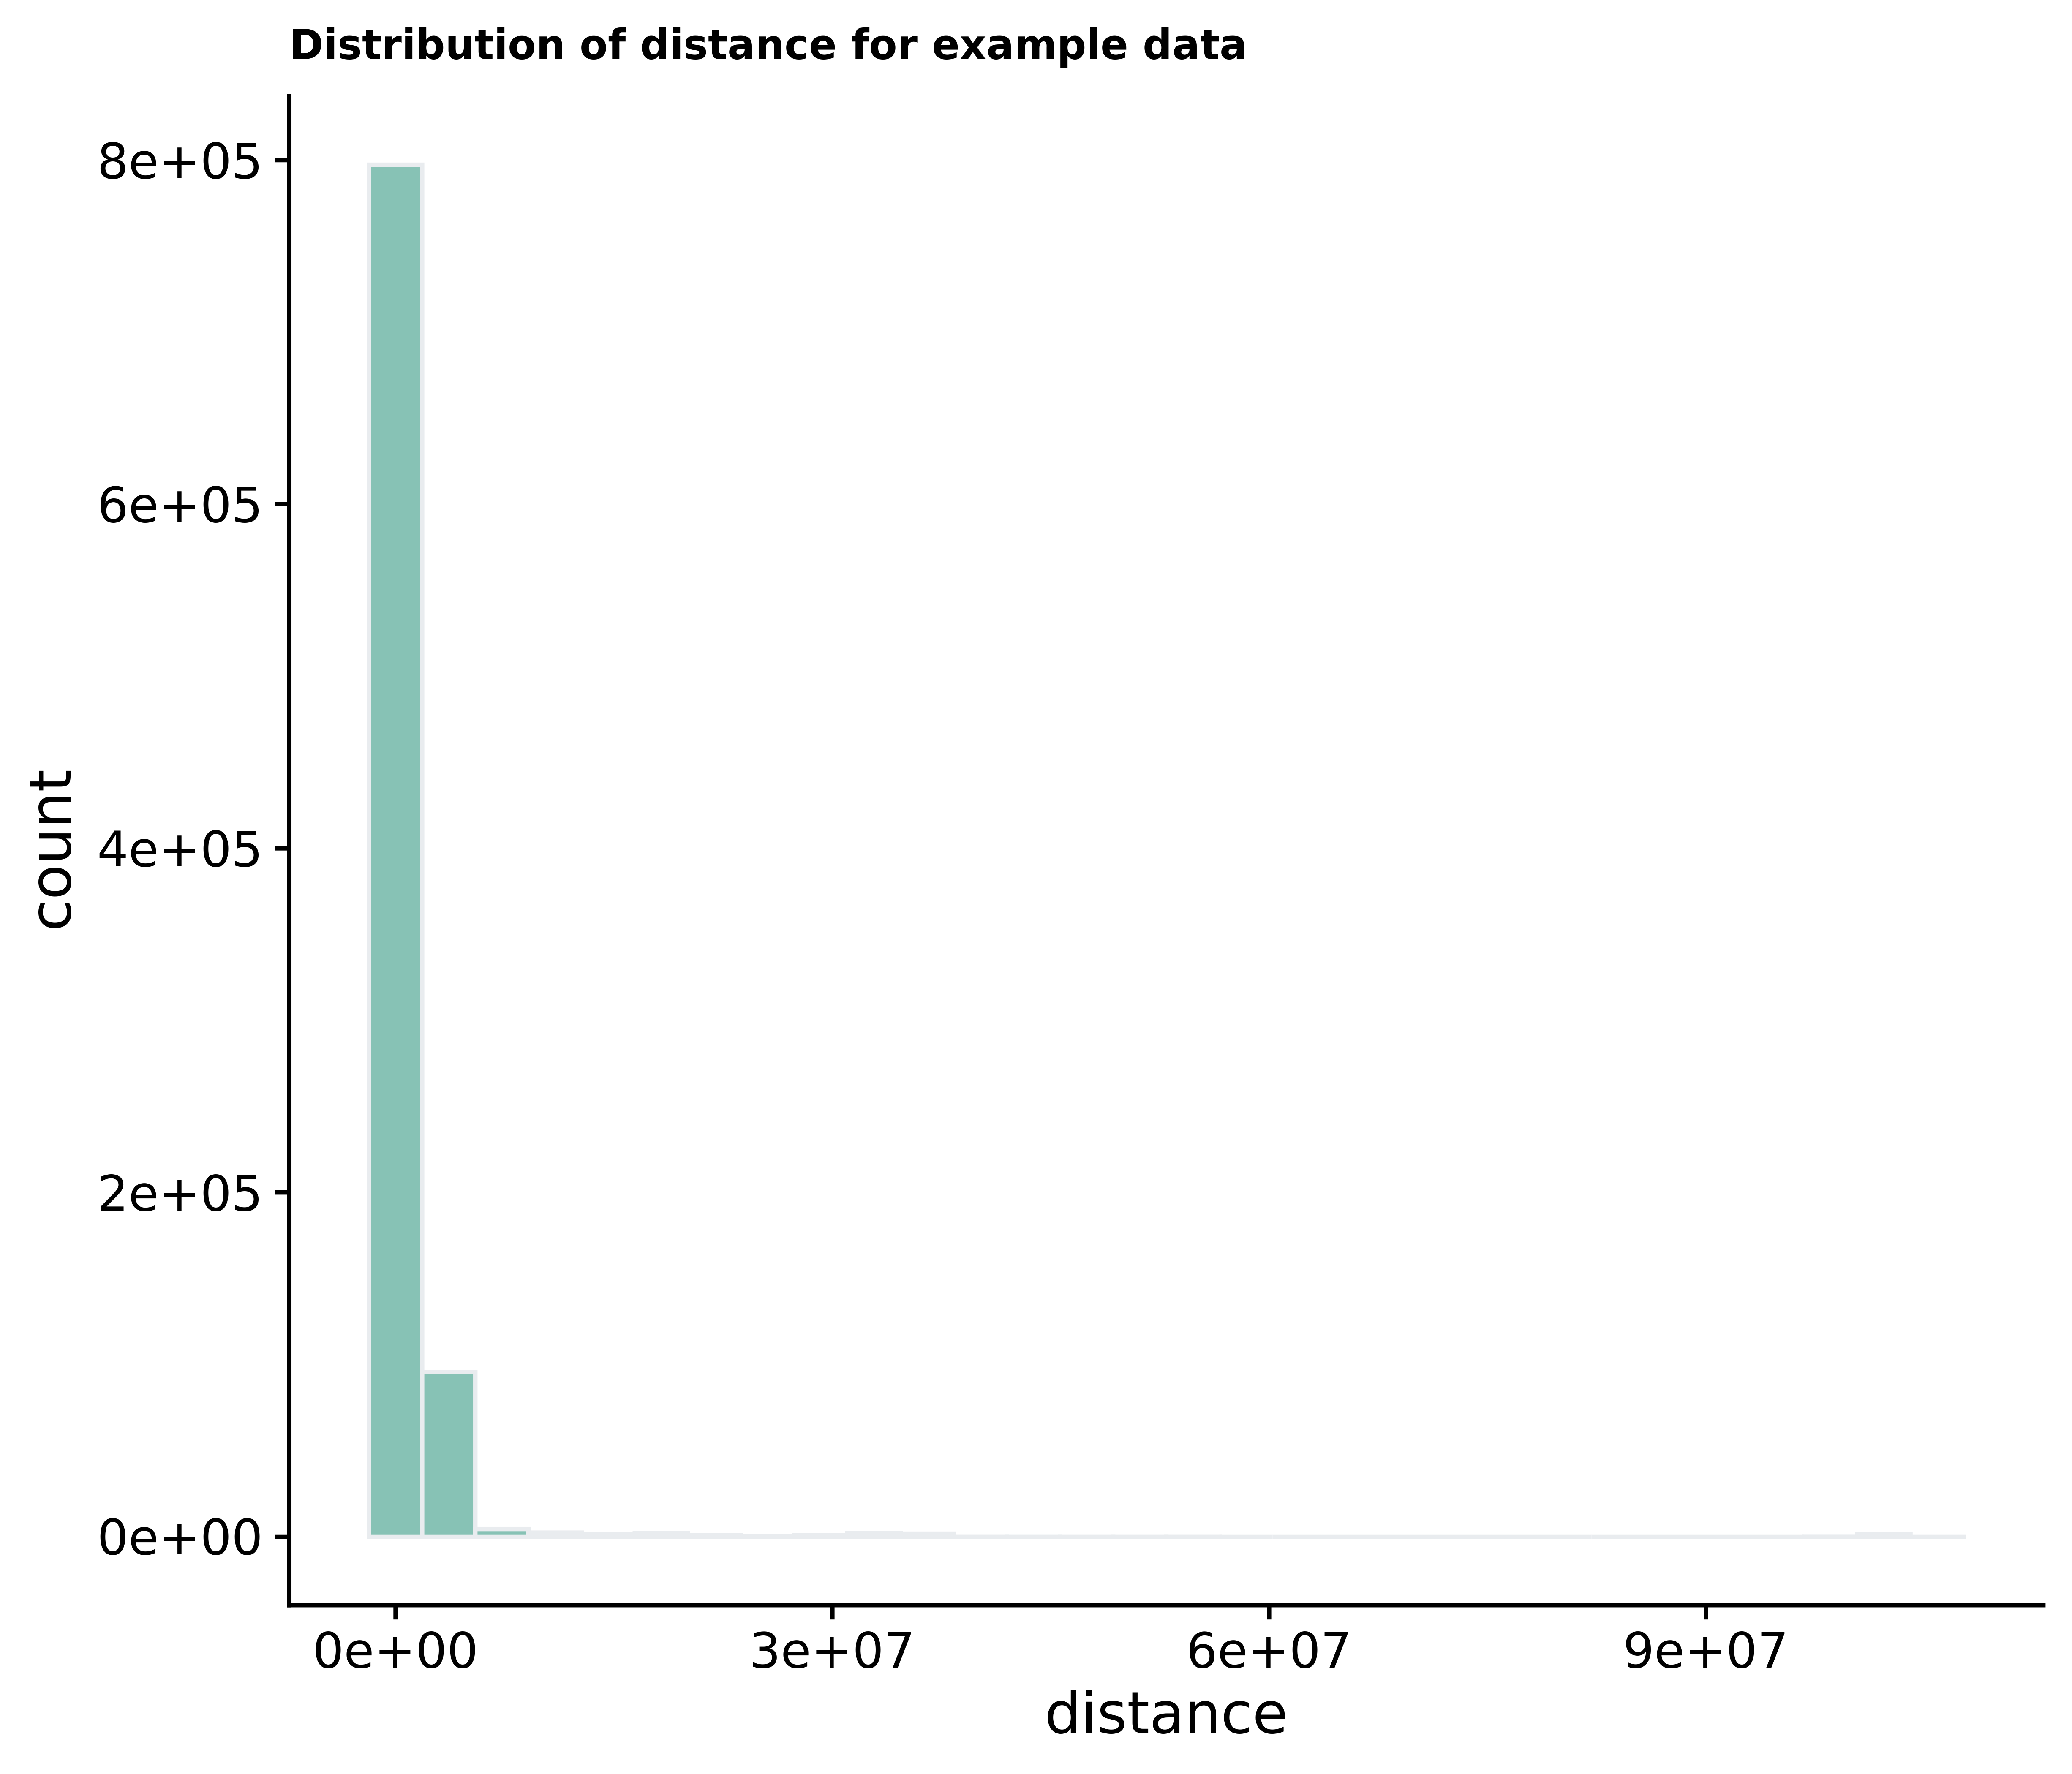 Distribution of distance for example data
8e+05
6e+05
4e+05
2e+05
0e+00
count
0e+00 3e+07 6e+07 9e+07
distance